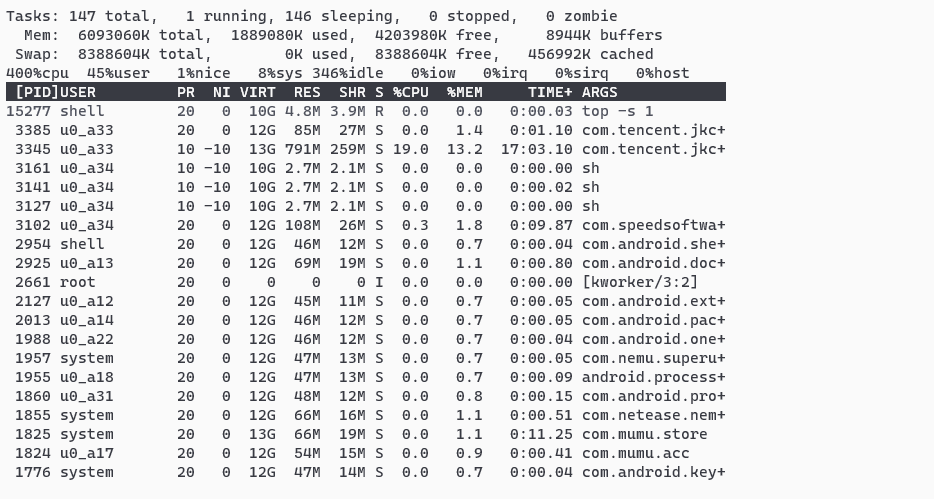 Tasks: 147 total,   1 running, 146 sleeping,   0 stopped,   0 zombie
  Mem:  6093060K total,  1889080K used,  4203980K free,     8944K buffers
 Swap:  8388604K total,        0K used,  8388604K free,   456992K cached
400%cpu  45%user   1%nice   8%sys 346%idle   0%iow   0%irq   0%sirq   0%host
 [PID]USER         PR  NI VIRT  RES  SHR S %CPU  %MEM     TIME+ ARGS
15277 shell        20   0  10G 4.8M 3.9M R  0.0   0.0   0:00.03 top -s 1
 3385 u0_a33       20   0  12G  85M  27M S  0.0   1.4   0:01.10 com.tencent.jkc+
 3345 u0_a33       10 -10  13G 791M 259M S 19.0  13.2  17:03.10 com.tencent.jkc+
 3161 u0_a34       10 -10  10G 2.7M 2.1M S  0.0   0.0   0:00.00 sh
 3141 u0_a34       10 -10  10G 2.7M 2.1M S  0.0   0.0   0:00.02 sh
 3127 u0_a34       10 -10  10G 2.7M 2.1M S  0.0   0.0   0:00.00 sh
 3102 u0_a34       20   0  12G 108M  26M S  0.3   1.8   0:09.87 com.speedsoftwa+
 2954 shell        20   0  12G  46M  12M S  0.0   0.7   0:00.04 com.android.she+
 2925 u0_a13       20   0  12G  69M  19M S  0.0   1.1   0:00.80 com.android.doc+
 2661 root         20   0    0    0    0 I  0.0   0.0   0:00.00 [kworker/3:2]
 2127 u0_a12       20   0  12G  45M  11M S  0.0   0.7   0:00.05 com.android.ext+
 2013 u0_a14       20   0  12G  46M  12M S  0.0   0.7   0:00.05 com.android.pac+
 1988 u0_a22       20   0  12G  46M  12M S  0.0   0.7   0:00.04 com.android.one+
 1957 system       20   0  12G  47M  13M S  0.0   0.7   0:00.05 com.nemu.superu+
 1955 u0_a18       20   0  12G  47M  13M S  0.0   0.7   0:00.09 android.process+
 1860 u0_a31       20   0  12G  48M  12M S  0.0   0.8   0:00.15 com.android.pro+
 1855 system       20   0  12G  66M  16M S  0.0   1.1   0:00.51 com.netease.nem+
 1825 system       20   0  13G  66M  19M S  0.0   1.1   0:11.25 com.mumu.store
 1824 u0_a17       20   0  12G  54M  15M S  0.0   0.9   0:00.41 com.mumu.acc
 1776 system       20   0  12G  47M  14M S  0.0   0.7   0:00.04 com.android.key+